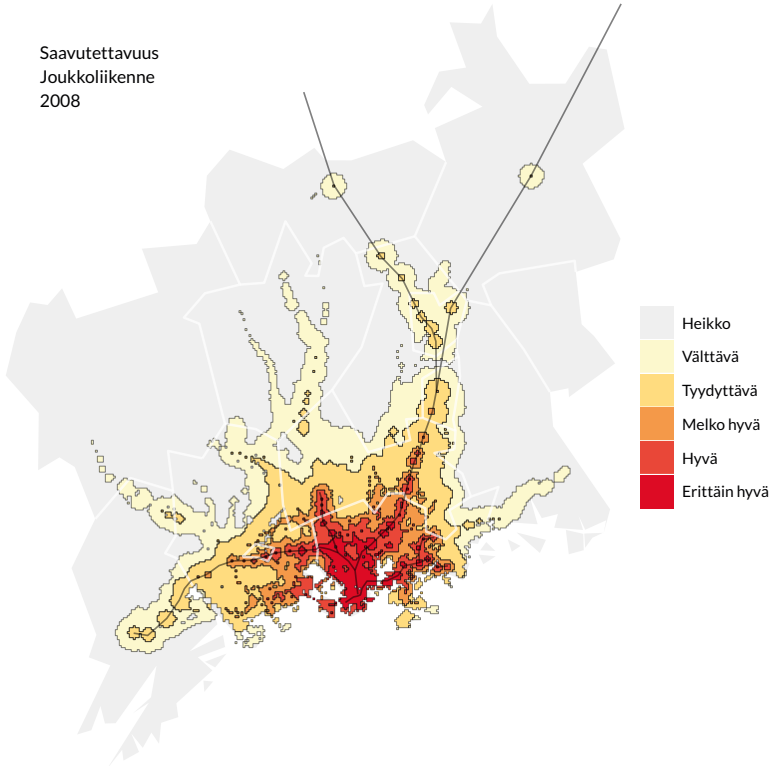 Saavutettavuus
Joukkoliikenne
2008
Heikko
Välttävä
Tyydyttävä
Melko hyvä
Hyvä
Erittäin hyvä